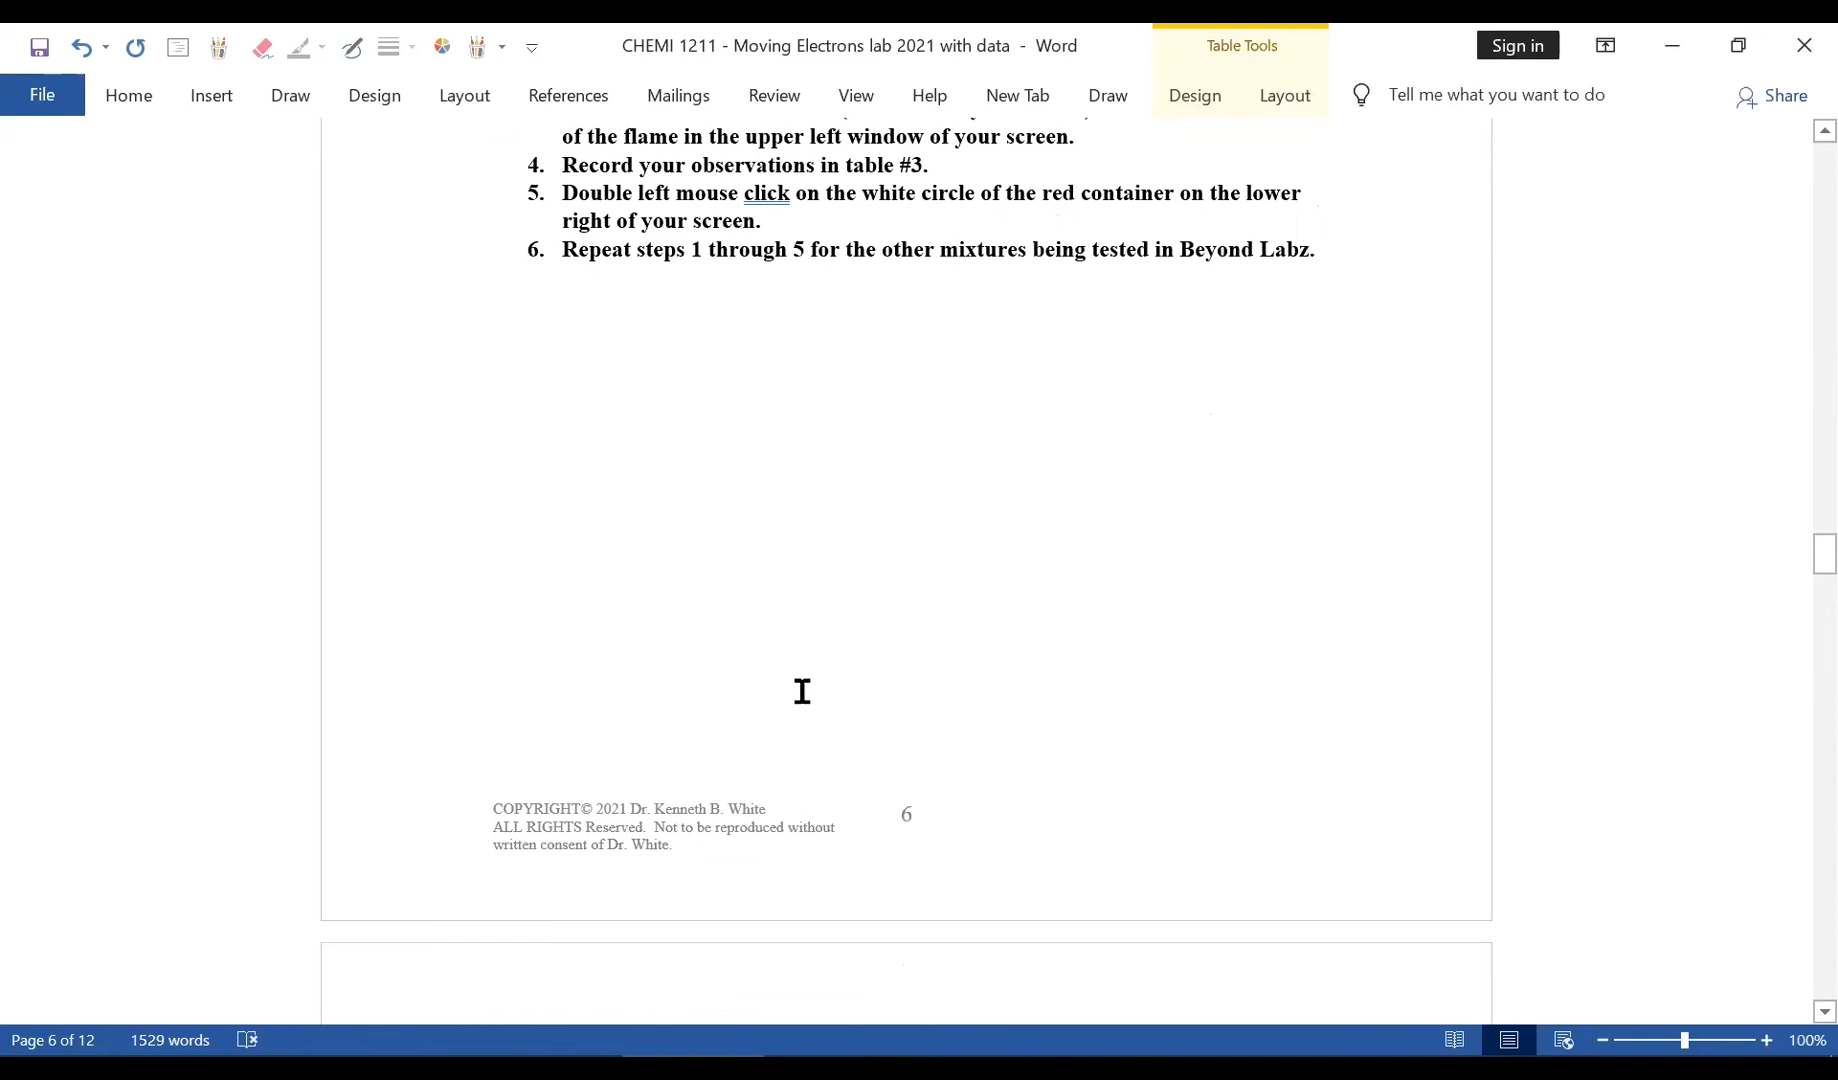 CHEMI 1211 - Moving Electrons lab 2021 with data - Word
Table Tools
Sign in
File
Home
Insert
Draw
Design
Layout
References
Mailings
Review
View
Help
New Tab
Draw
Design
Layout
Tell me what you want to do
Share
of the flame in the upper left window of your screen.
4. Record your observations in table #3.
5. Double left mouse click on the white circle of the red container on the lower
right of your screen.
6. Repeat steps 1 through 5 for the other mixtures being tested in Beyond Labz.
COPYRIGHT© 2021 Dr. Kenneth B. White
ALL RIGHTS Reserved. Not to be reproduced without
written consent of Dr. White.
6
Page 6 of 12
1529 words
100%